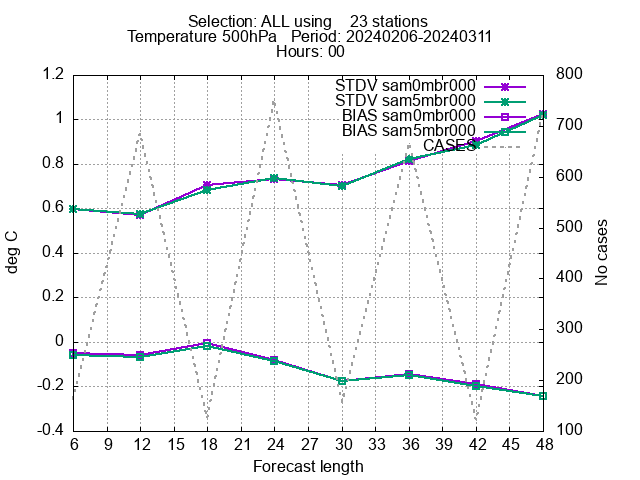 Selection: ALL using    23 stations
Temperature 500hPa   Period: 20240206-20240311
Hours: 00
STDV sam0mbr000
STDV sam5mbr000
BIAS sam0mbr000
BIAS sam5mbr000
CASES
1.2
1
0.8
0.6
0.4
0.2
0
-0.2
-0.4
deg C
800
700
600
500
400
300
200
100
No cases
6 9 12 15 18 21 24 27 30 33 36 39 42 45 48
Forecast length